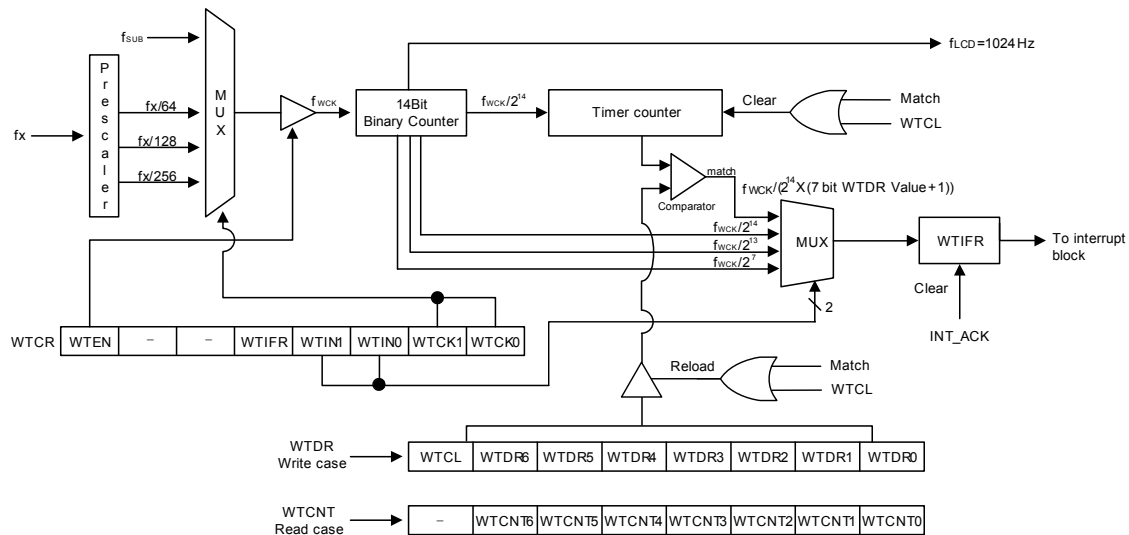 fSUB
fLCD=1024Hz
Prescaler
MUX
fx
fx/64
fx/128
fx/256
fWCK
14Bit
Binary Counter
fWCK/2^14
Timer counter
Clear
Match
WTCL
match
Comparator
fWCK/(2^14X(7 bit WTDR Value+1))
fWCK/2^14
fWCK/2^13
fWCK/2^7
MUX
2
WTIFR
To interrupt
block
Clear
INT_ACK
WTCR WTEN – – WTIFR WTIN1 WTIN0 WTCK1 WTCK0
Reload
Match
WTCL
WTDR
Write case
WTCL WTDR6 WTDR5 WTDR4 WTDR3 WTDR2 WTDR1 WTDR0
WTCNT
Read case
– WTCNT6 WTCNT5 WTCNT4 WTCNT3 WTCNT2 WTCNT1 WTCNT0